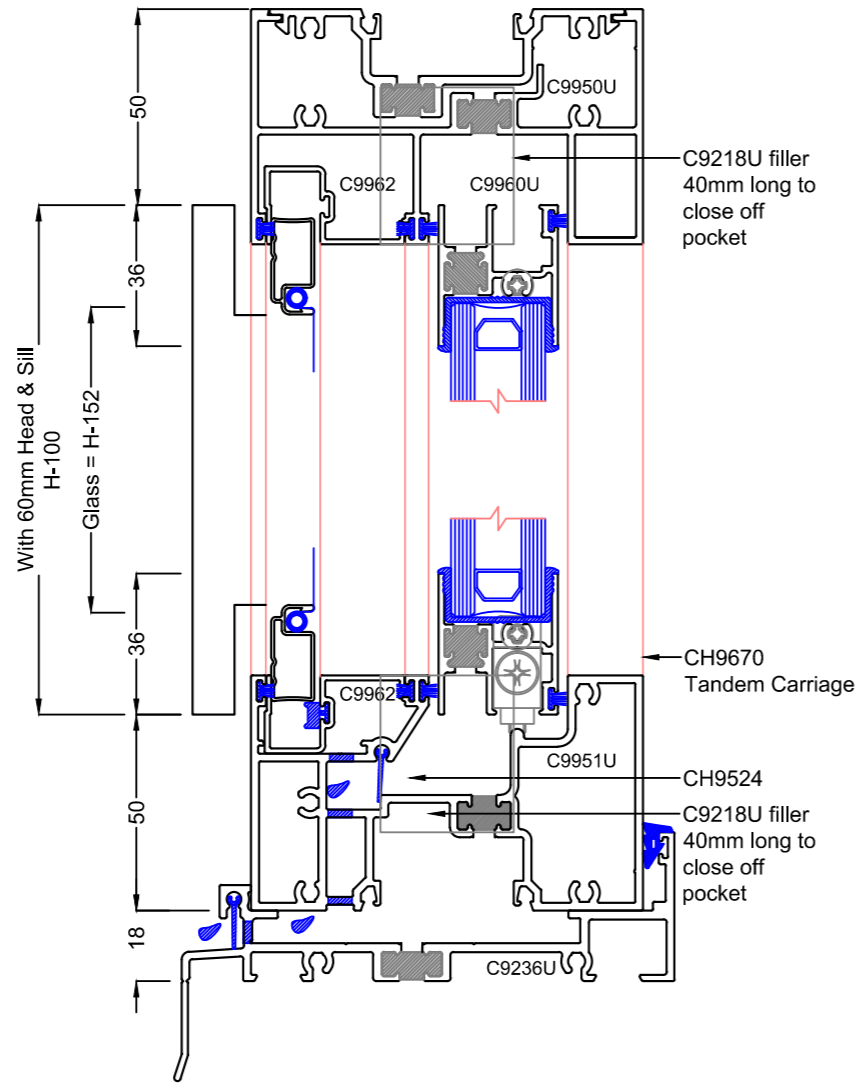 50
C9950U
C9962
C9960U
C9218U filler
40mm long to
close off
pocket
36
With 60mm Head & Sill
H-100
Glass = H-152
36
CH9670
Tandem Carriage
C9962
C9951U
50
CH9524
C9218U filler
40mm long to
close off
pocket
18
C9236U